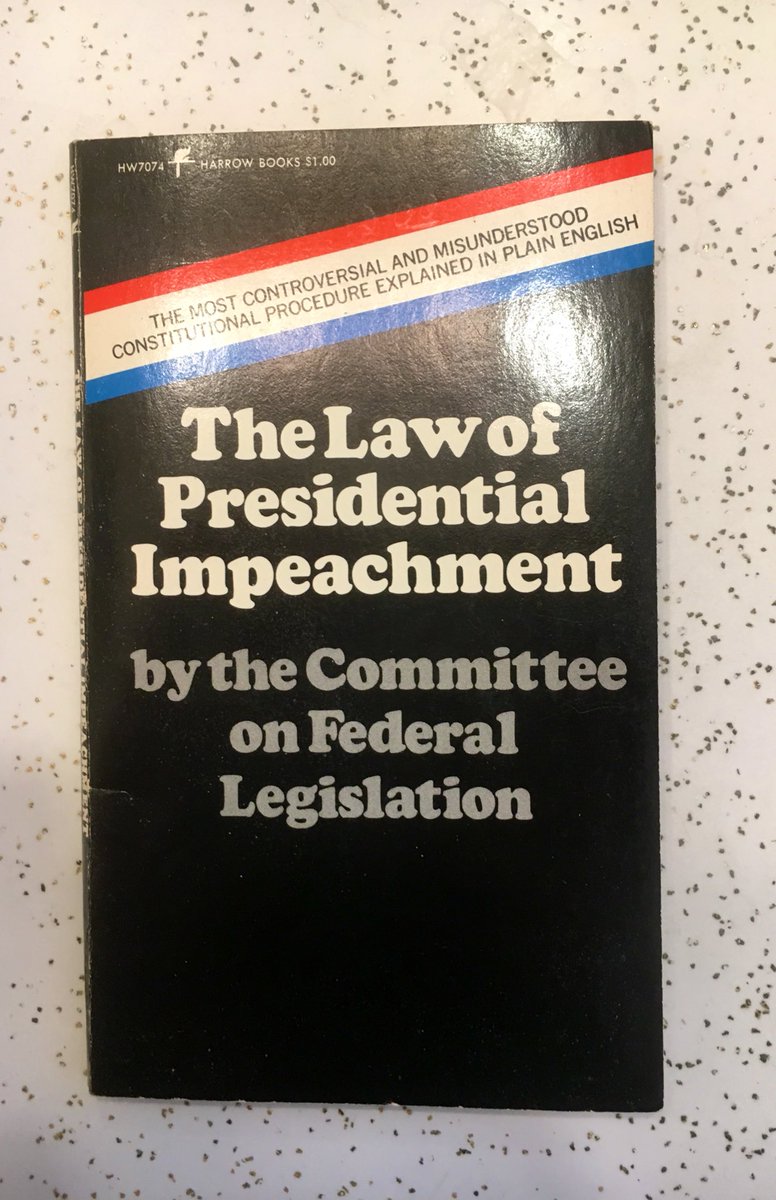 HW7074 HARROW BOOKS $1.00
THE MOST CONTROVERSIAL AND MISUNDERSTOOD
CONSTITUTIONAL PROCEDURE EXPLAINED IN PLAIN ENGLISH
The Law of
Presidential
Impeachment
by the Committee
on Federal
Legislation